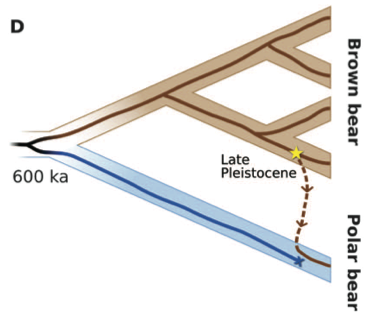 D
Brown bear
Late
Pleistocene
600 ka
Polar bear